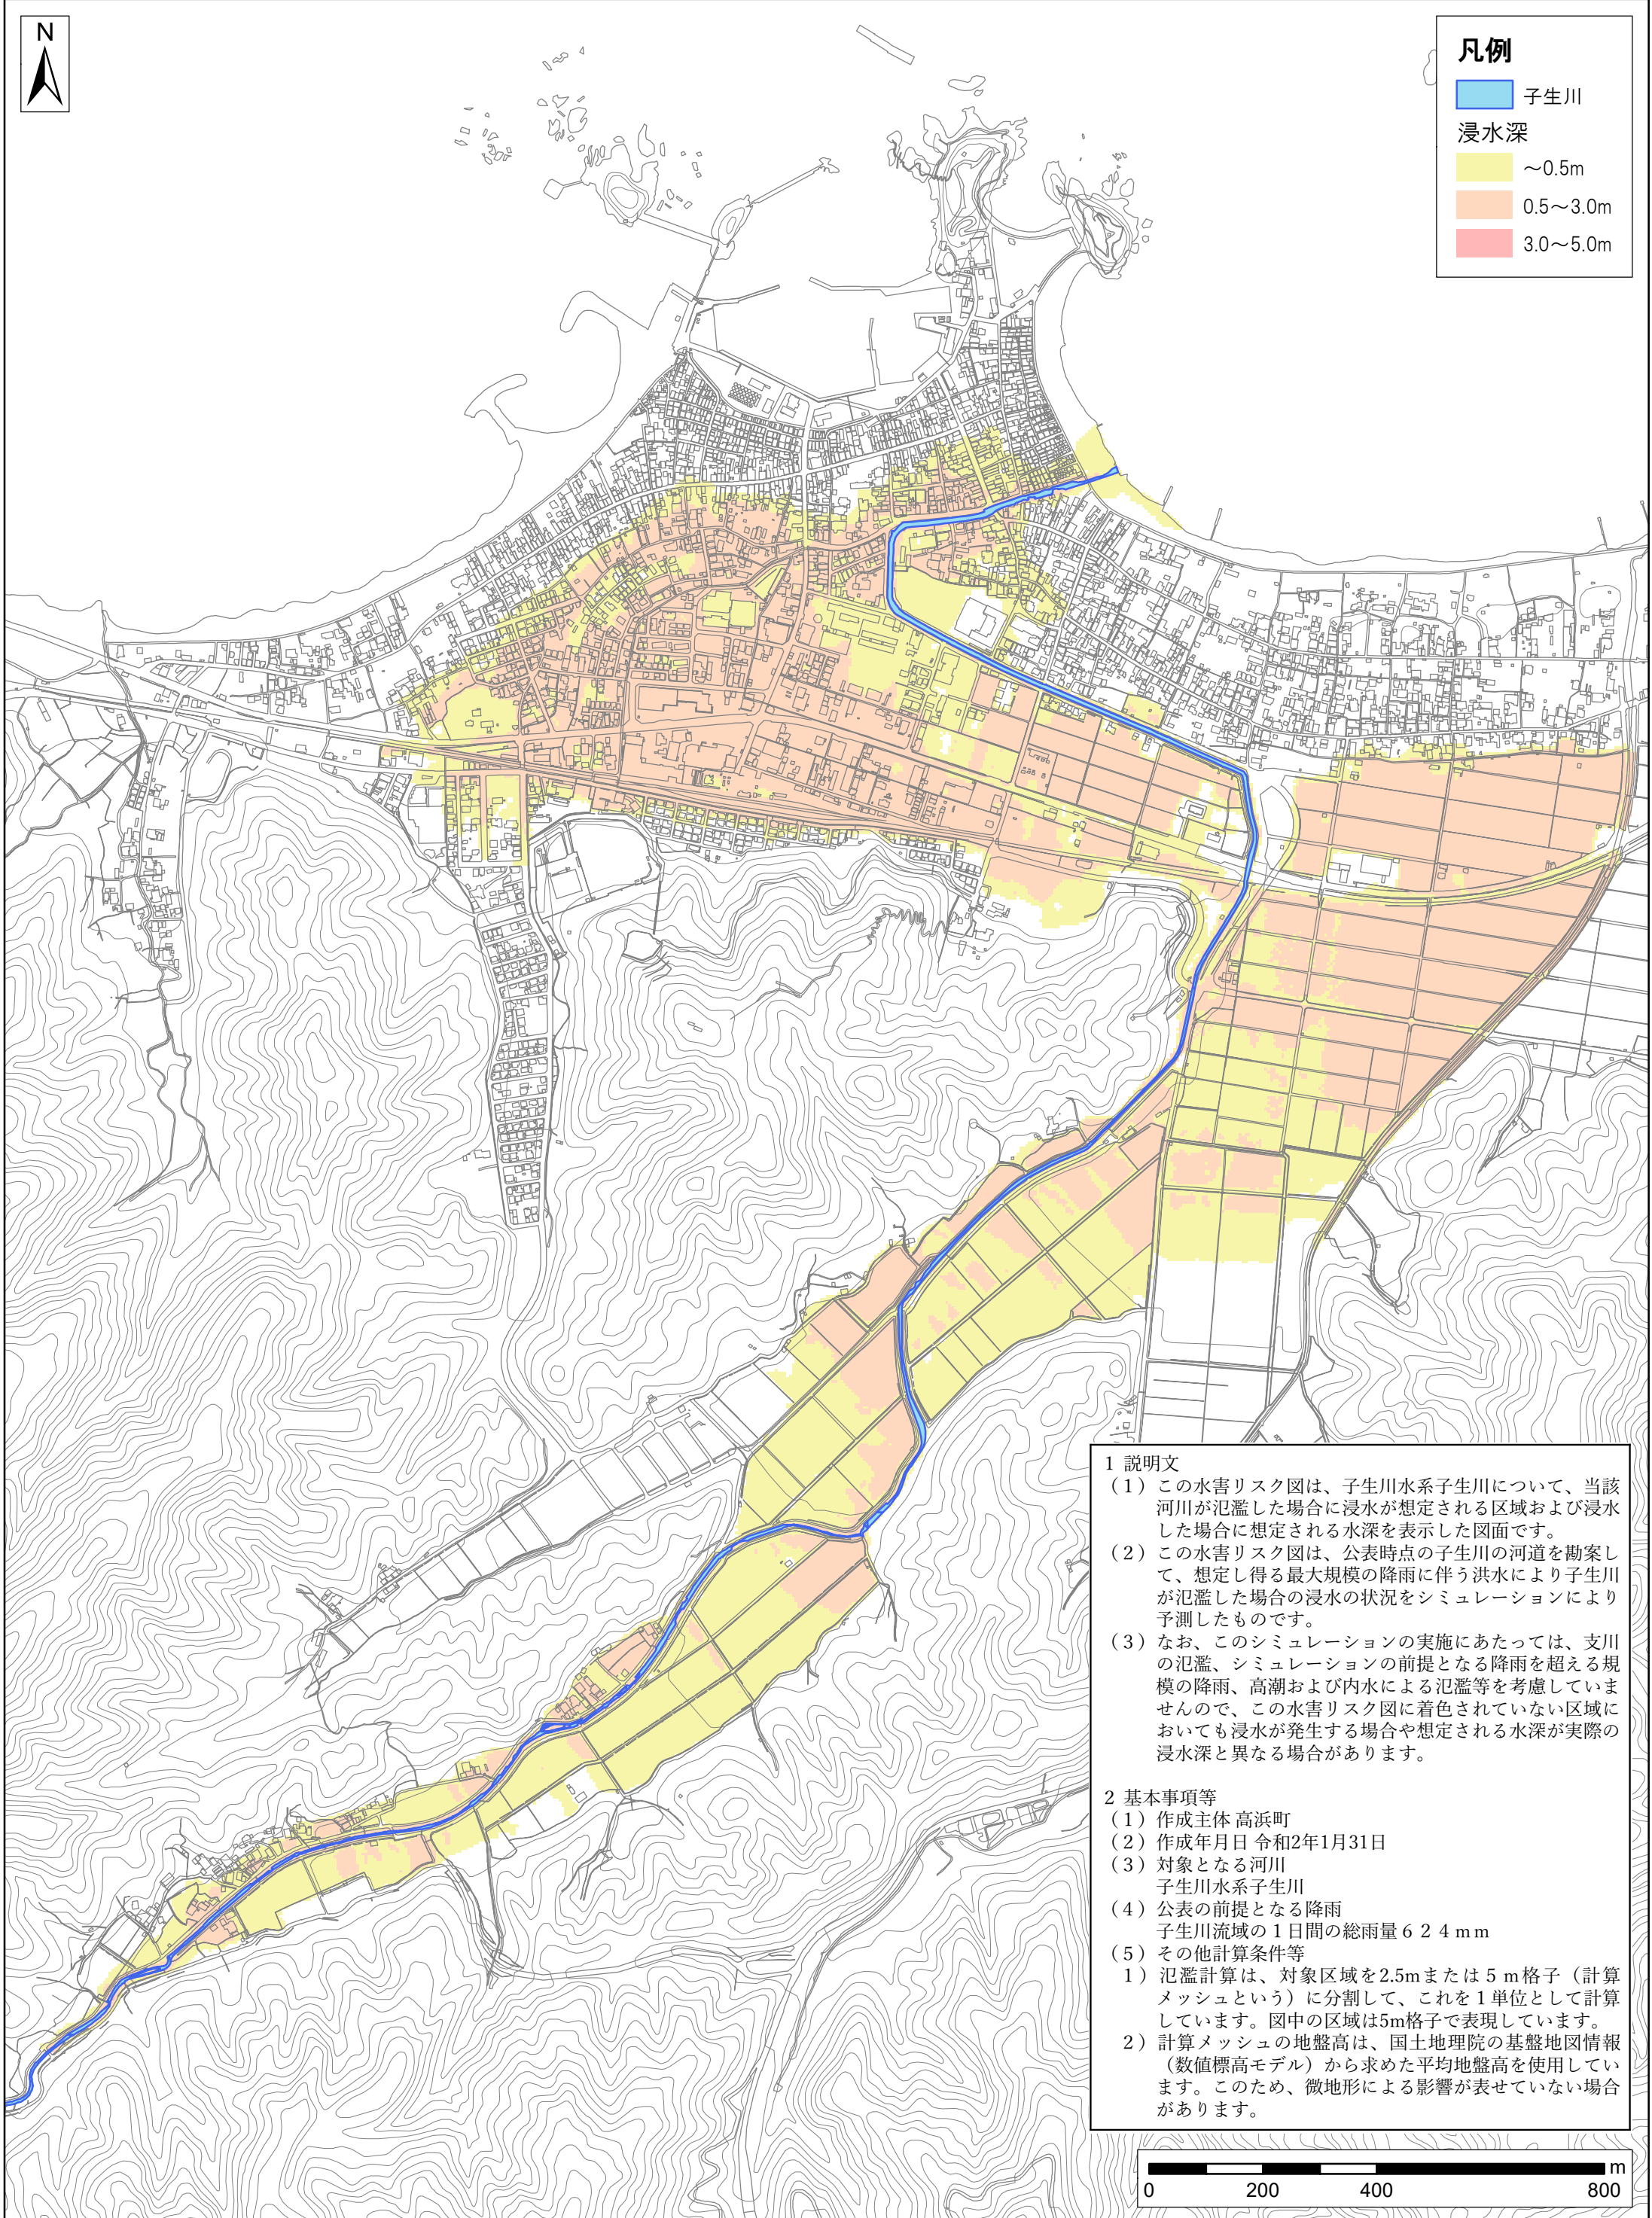 N
凡例
子生川
浸水深
～0.5m
0.5～3.0m
3.0～5.0m
1 説明文
（1）この水害リスク図は、子生川水系子生川について、当該
河川が氾濫した場合に浸水が想定される区域および浸水
した場合に想定される水深を表示した図面です。
（2）この水害リスク図は、公表時点の子生川の河道を勘案し
て、想定し得る最大規模の降雨に伴う洪水により子生川
が氾濫した場合の浸水の状況をシミュレーションにより
予測したものです。
（3）なお、このシミュレーションの実施にあたっては、支川
の氾濫、シミュレーションの前提となる降雨を超える規
模の降雨、高潮および内水による氾濫等を考慮していま
せんので、この水害リスク図に着色されていない区域に
おいても浸水が発生する場合や想定される水深が実際の
浸水深と異なる場合があります。
2 基本事項等
（1）作成主体 高浜町
（2）作成年月日 令和2年1月31日
（3）対象となる河川
子生川水系子生川
（4）公表の前提となる降雨
子生川流域の１日間の総雨量６２４ｍｍ
（5）その他計算条件等
1）氾濫計算は、対象区域を2.5mまたは５ｍ格子（計算
メッシュという）に分割して、これを１単位として計算
しています。図中の区域は5m格子で表現しています。
2）計算メッシュの地盤高は、国土地理院の基盤地図情報
（数値標高モデル）から求めた平均地盤高を使用してい
ます。このため、微地形による影響が表せていない場合
があります。
m
0 200 400 800